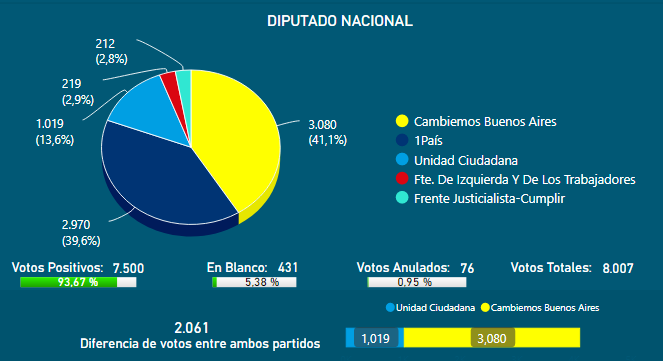 DIPUTADO NACIONAL
212
(2,8%)
219
(2,9%)
1.019
(13,6%)
3.080
(41,1%)
2.970
(39,6%)
Cambiemos Buenos Aires
1País
Unidad Ciudadana
Fte. De Izquierda Y De Los Trabajadores
Frente Justicialista-Cumplir
Votos Positivos: 7.500
93,67 %
En Blanco: 431
5,38 %
Votos Anulados: 76
0,95 %
Votos Totales: 8.007
2.061
Diferencia de votos entre ambos partidos
Unidad Ciudadana Cambiemos Buenos Aires
1,019 3,080